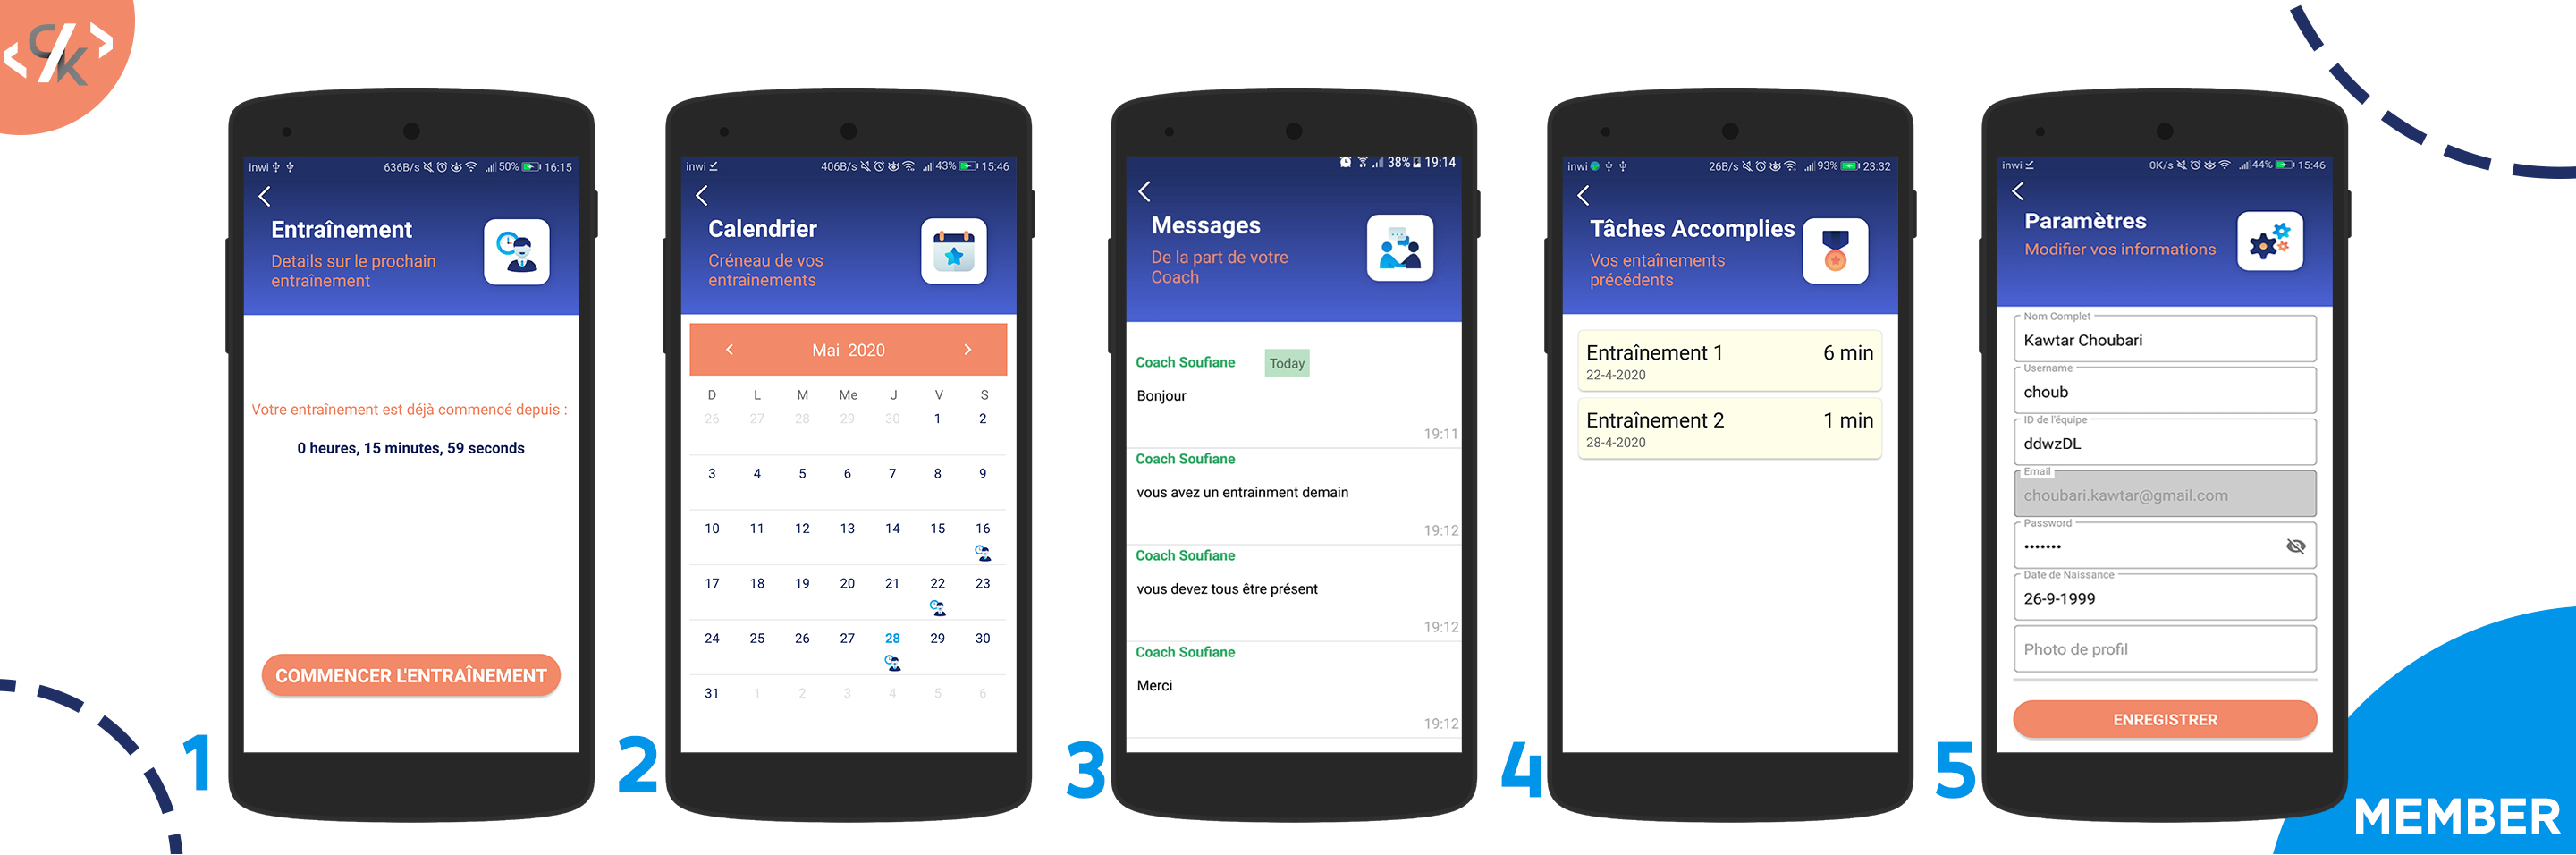 CK
inwi 636B/s 50% 16:15
Entraînement
Details sur le prochain
entraînement
Votre entraînement est déjà commencé depuis :
0 heures, 15 minutes, 59 seconds
COMMENCER L'ENTRAÎNEMENT
1
inwi 406B/s 43% 15:46
Calendrier
Créneau de vos
entraînements
Mai 2020
D L M Me J V S
26 27 28 29 30 1 2
3 4 5 6 7 8 9
10 11 12 13 14 15 16
17 18 19 20 21 22 23
24 25 26 27 28 29 30
31 1 2 3 4 5 6
2
38% 19:14
Messages
De la part de votre
Coach
Coach Soufiane Today
Bonjour
19:11
Coach Soufiane
vous avez un entrainment demain
19:12
Coach Soufiane
vous devez tous être présent
19:12
Coach Soufiane
Merci
19:12
3
inwi 26B/s 93% 23:32
Tâches Accomplies
Vos entaînements
précédents
Entraînement 1 6 min
22-4-2020
Entraînement 2 1 min
28-4-2020
4
inwi 0K/s 44% 15:46
Paramètres
Modifier vos informations
Nom Complet
Kawtar Choubari
Username
choub
ID de l'équipe
ddwzDL
Email
choubari.kawtar@gmail.com
Password
•••••••
Date de Naissance
26-9-1999
Photo de profil
ENREGISTRER
5
MEMBER